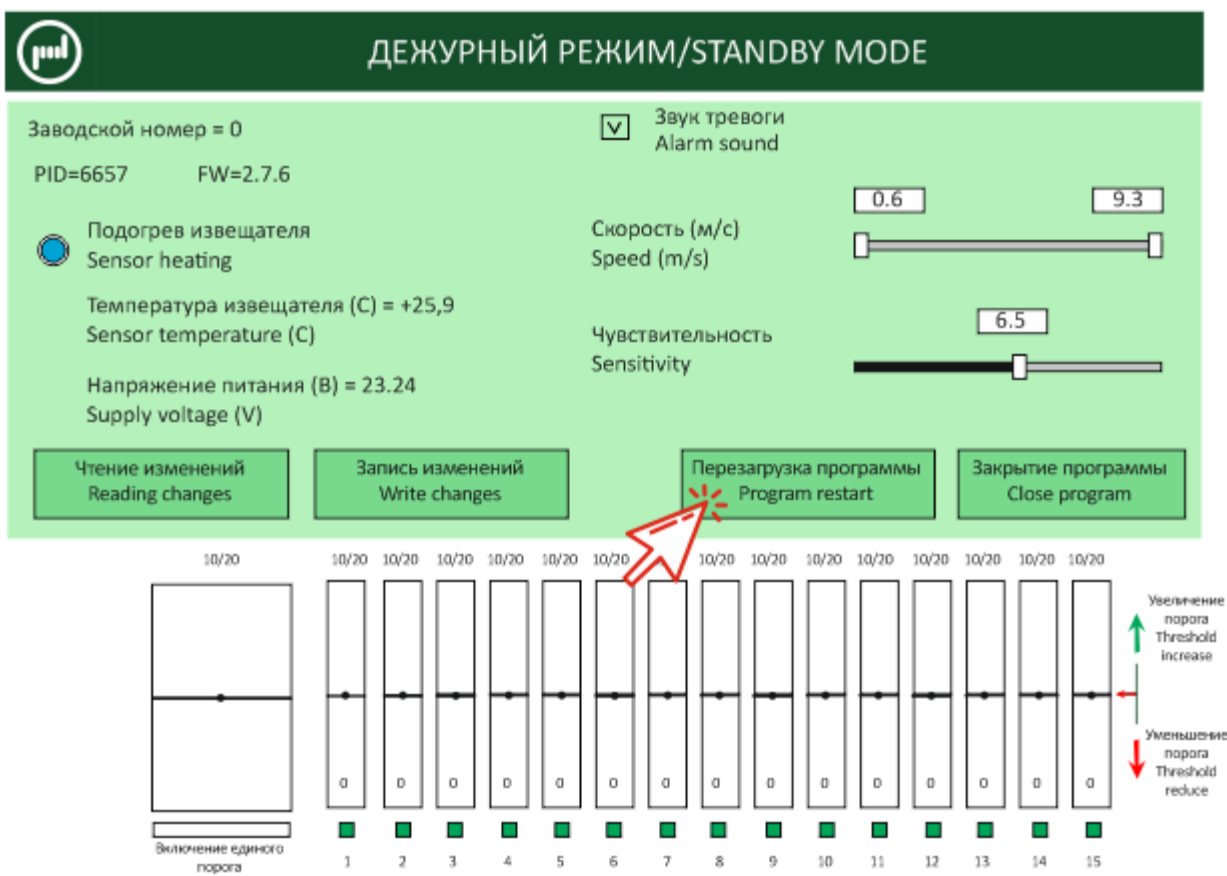 ДЕЖУРНЫЙ РЕЖИМ/STANDBY MODE
Заводской номер = 0
PID=6657 FW=2.7.6
Подогрев извещателя
Sensor heating
Температура извещателя (С) = +25,9
Sensor temperature (C)
Напряжение питания (В) = 23.24
Supply voltage (V)
V
Звук тревоги
Alarm sound
0.6 9.3
Скорость (м/с)
Speed (m/s)
6.5
Чувствительность
Sensitivity
Чтение изменений
Reading changes
Запись изменений
Write changes
Перезагрузка программы
Program restart
Закрытие программы
Close program
10/20 10/20 10/20 10/20 10/20 10/20 10/20 10/20 10/20 10/20 10/20 10/20 10/20 10/20 10/20
Увеличение
порога
Threshold
increase
Уменьшение
порога
Threshold
reduce
0 0 0 0 0 0 0 0 0 0 0 0 0 0 0
Включение единого
порога
1 2 3 4 5 6 7 8 9 10 11 12 13 14 15